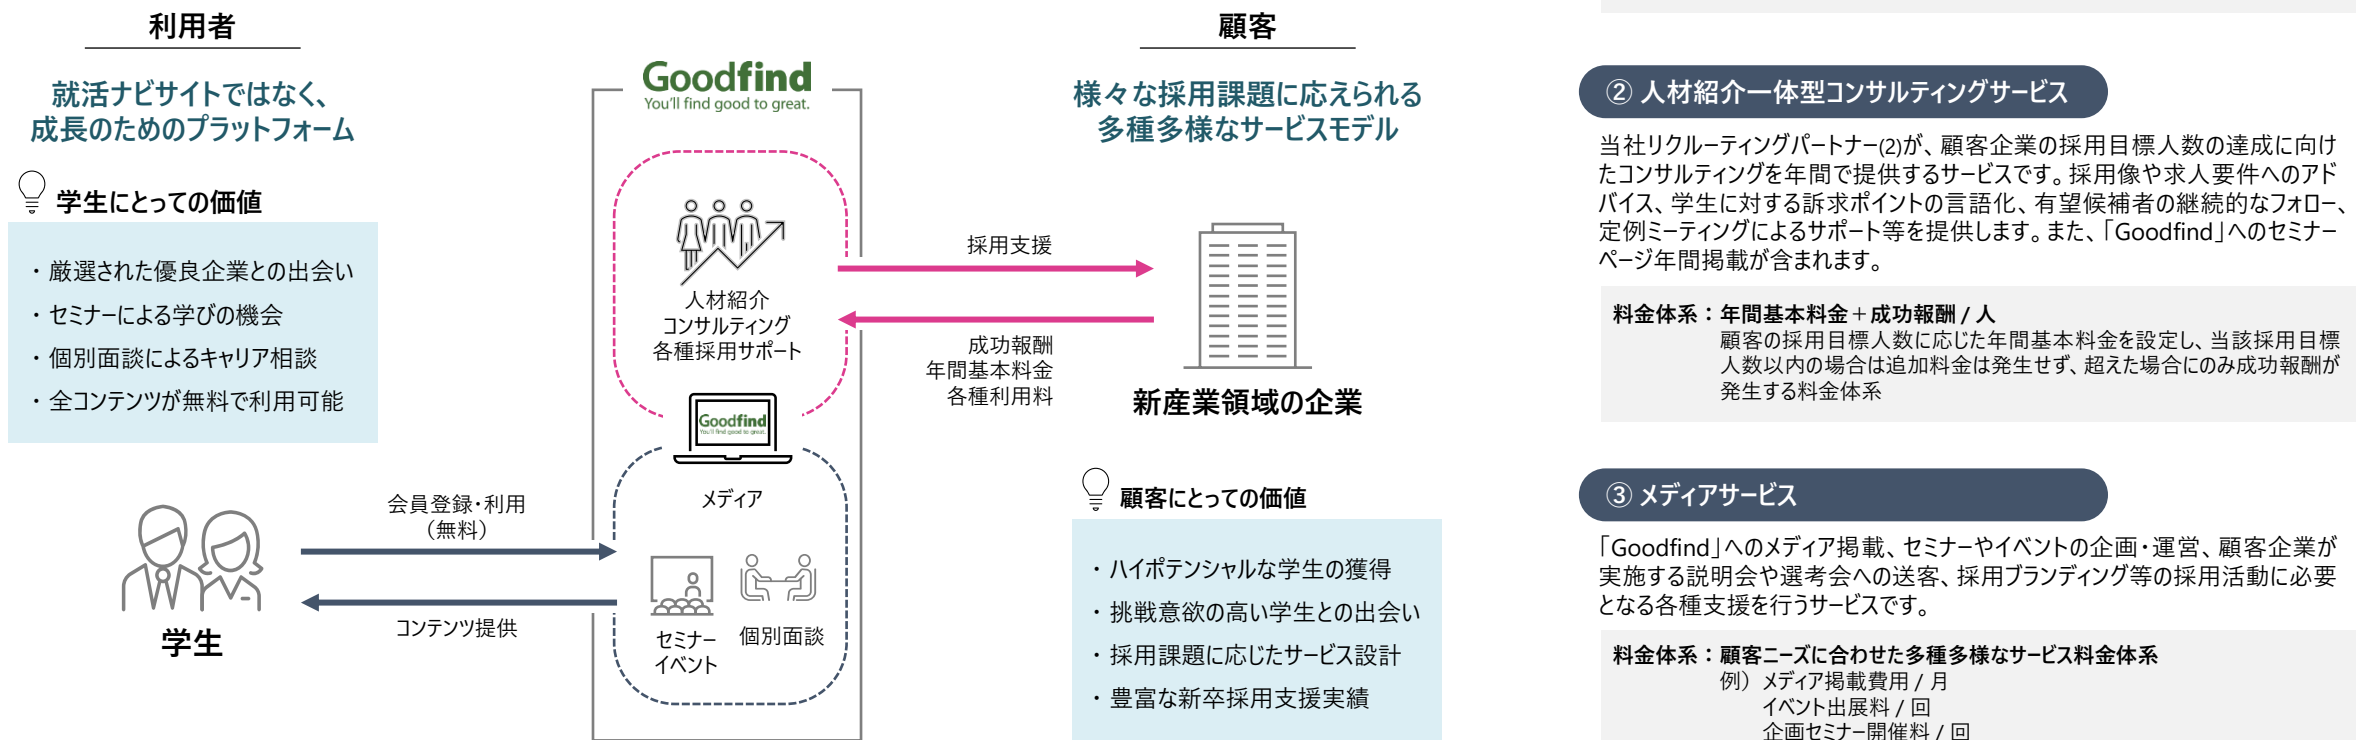 利用者
就活ナビサイトではなく、
成長のためのプラットフォーム
学生にとっての価値
・厳選された優良企業との出会い
・セミナーによる学びの機会
・個別面談によるキャリア相談
・全コンテンツが無料で利用可能
学生
会員登録・利用
（無料）
コンテンツ提供
Goodfind
You'll find good to great.
人材紹介
コンサルティング
各種採用サポート
Goodfind
You'll find good to great.
メディア
セミナー
イベント
個別面談
採用支援
成功報酬
年間基本料金
各種利用料
顧客
様々な採用課題に応えられる
多種多様なサービスモデル
新産業領域の企業
顧客にとっての価値
・ハイポテンシャルな学生の獲得
・挑戦意欲の高い学生との出会い
・採用課題に応じたサービス設計
・豊富な新卒採用支援実績
② 人材紹介一体型コンサルティングサービス
当社リクルーティングパートナー(2)が、顧客企業の採用目標人数の達成に向け
たコンサルティングを年間で提供するサービスです。採用像や求人要件へのアド
バイス、学生に対する訴求ポイントの言語化、有望候補者の継続的なフォロー、
定例ミーティングによるサポート等を提供します。また、「Goodfind」へのセミナー
ページ年間掲載が含まれます。
料金体系：年間基本料金＋成功報酬 / 人
顧客の採用目標人数に応じた年間基本料金を設定し、当該採用目標
人数以内の場合は追加料金は発生せず、超えた場合にのみ成功報酬が
発生する料金体系
③ メディアサービス
「Goodfind」へのメディア掲載、セミナーやイベントの企画・運営、顧客企業が
実施する説明会や選考会への送客、採用ブランディング等の採用活動に必要
となる各種支援を行うサービスです。
料金体系：顧客ニーズに合わせた多種多様なサービス料金体系
例）メディア掲載費用 / 月
イベント出展料 / 回
企画セミナー開催料 / 回